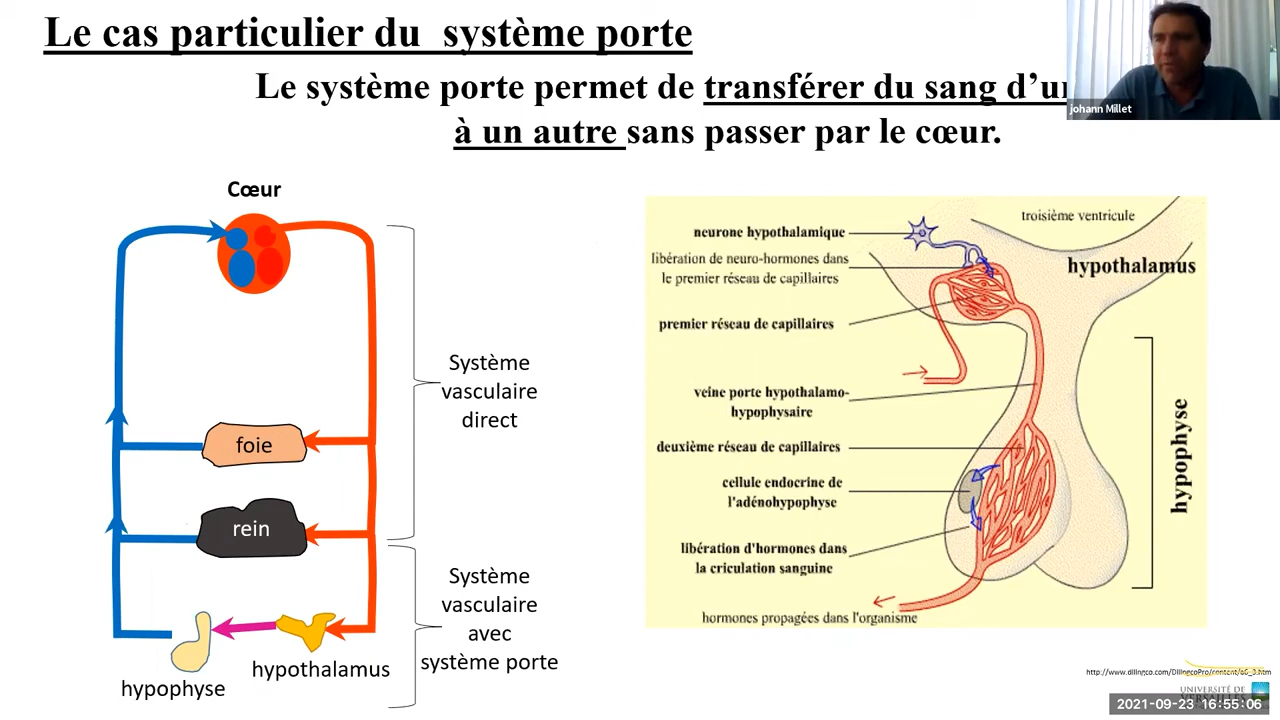 Le cas particulier du système porte
Le système porte permet de transférer du sang d'un
à un autre sans passer par le cœur.
johann Millet
Cœur
foie
rein
hypophyse
hypothalamus
Système
vasculaire
direct
Système
vasculaire
avec
système porte
troisième ventricule
neurone hypothalamique
libération de neuro-hormones dans
le premier réseau de capillaires
hypothalamus
premier réseau de capillaires
veine porte hypothalamo-
hypophysaire
deuxième réseau de capillaires
cellule endocrine de
l'adénohypophyse
libération d'hormones dans
la criculation sanguine
hormones propagées dans l'organisme
hypophyse
UNIVERSITÉ DE
2021-09-23 16:55:06